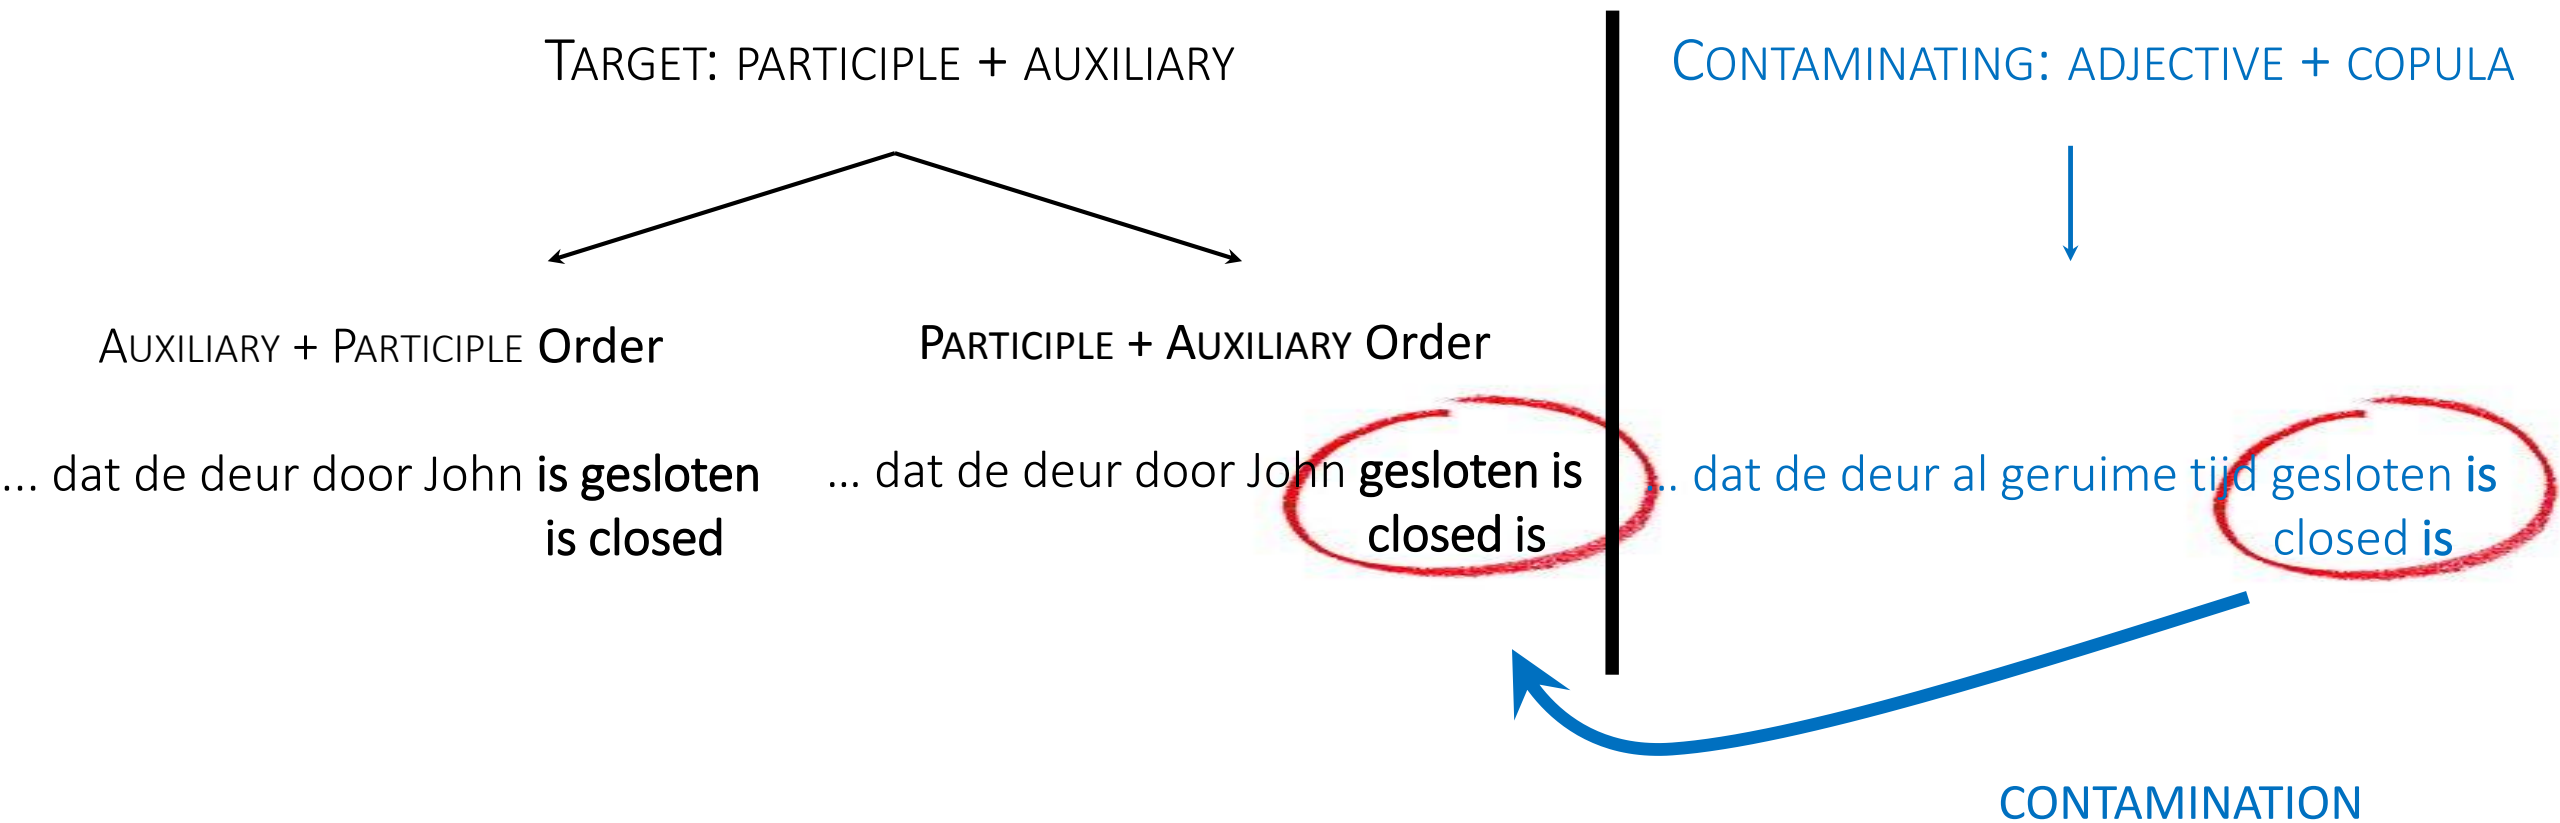 TARGET: PARTICIPLE + AUXILIARY
CONTAMINATING: ADJECTIVE + COPULA
AUXILIARY + PARTICIPLE Order
PARTICIPLE + AUXILIARY Order
... dat de deur door John is gesloten
is closed
... dat de deur door John gesloten is
closed is
... dat de deur al geruime tijd gesloten is
closed is
CONTAMINATION